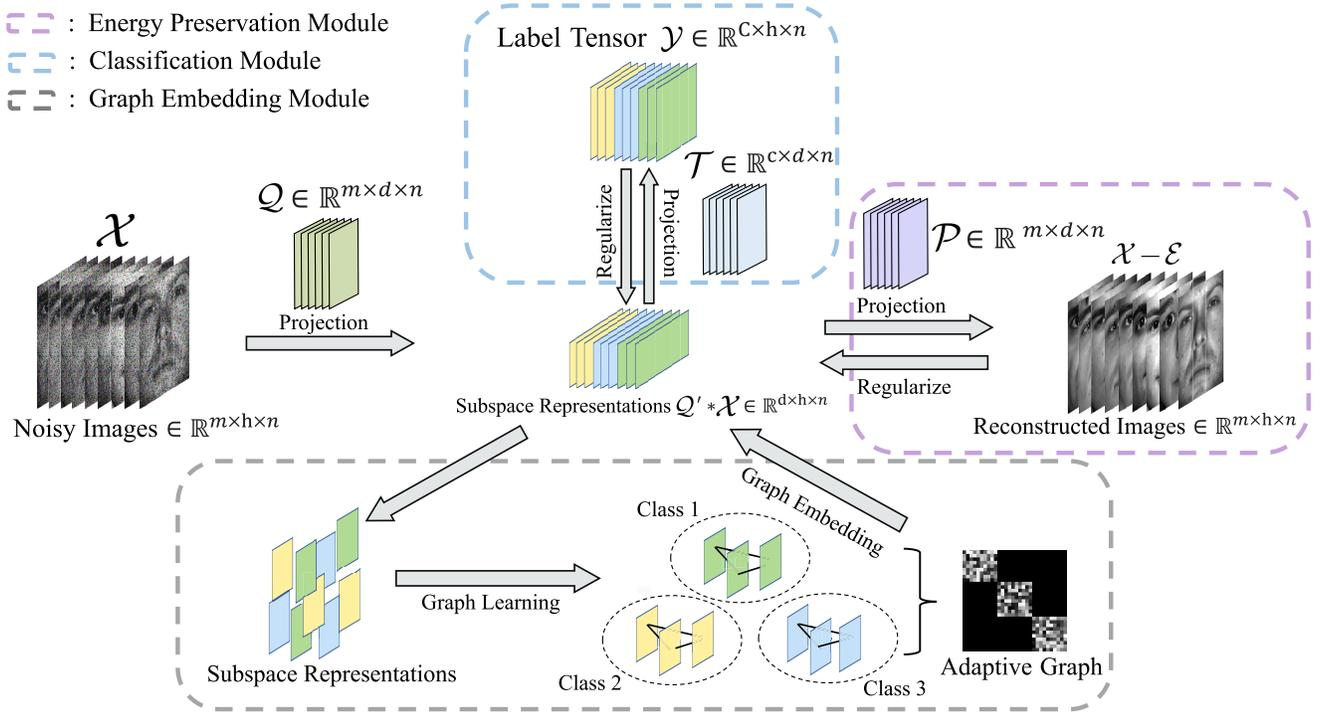 : Energy Preservation Module
: Classification Module
: Graph Embedding Module
Label Tensor 𝒴 ∈ ℝ^{C×h×n}
𝒯 ∈ ℝ^{c×d×n}
Regularize
Projection
𝒬 ∈ ℝ^{m×d×n}
𝒳
Projection
Noisy Images ∈ ℝ^{m×h×n}
Subspace Representations 𝒬′ ∗ 𝒳 ∈ ℝ^{d×h×n}
𝒫 ∈ ℝ^{m×d×n}
𝒳 − ℰ
Projection
Regularize
Reconstructed Images ∈ ℝ^{m×h×n}
Graph Embedding
Subspace Representations
Graph Learning
Class 1
Class 2
Class 3
Adaptive Graph